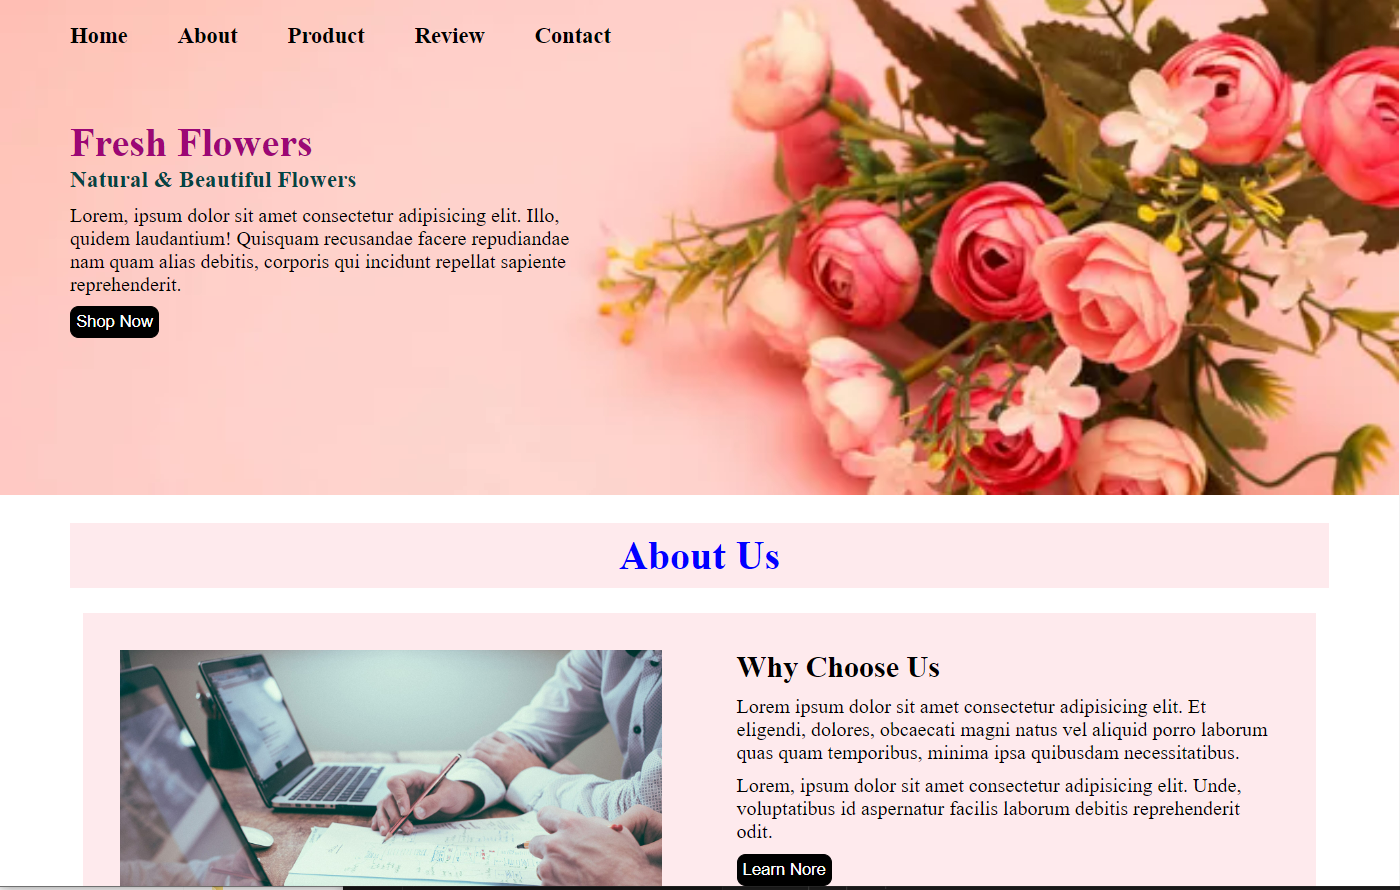 Home About Product Review Contact
Fresh Flowers
Natural & Beautiful Flowers
Lorem, ipsum dolor sit amet consectetur adipisicing elit. Illo,
quidem laudantium! Quisquam recusandae facere repudiandae
nam quam alias debitis, corporis qui incidunt repellat sapiente
reprehenderit.
Shop Now
About Us
Why Choose Us
Lorem ipsum dolor sit amet consectetur adipisicing elit. Et
eligendi, dolores, obcaecati magni natus vel aliquid porro laborum
quas quam temporibus, minima ipsa quibusdam necessitatibus.
Lorem, ipsum dolor sit amet consectetur adipisicing elit. Unde,
voluptatibus id aspernatur facilis laborum debitis reprehenderit
odit.
Learn Nore